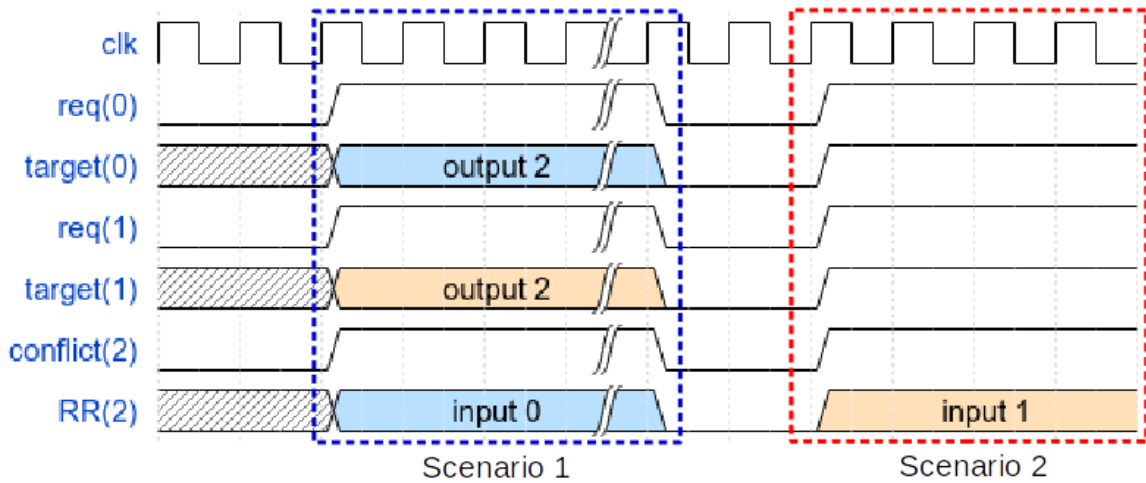 clk
req(0)
target(0) output 2
req(1)
target(1) output 2
conflict(2)
RR(2) input 0 input 1
Scenario 1 Scenario 2